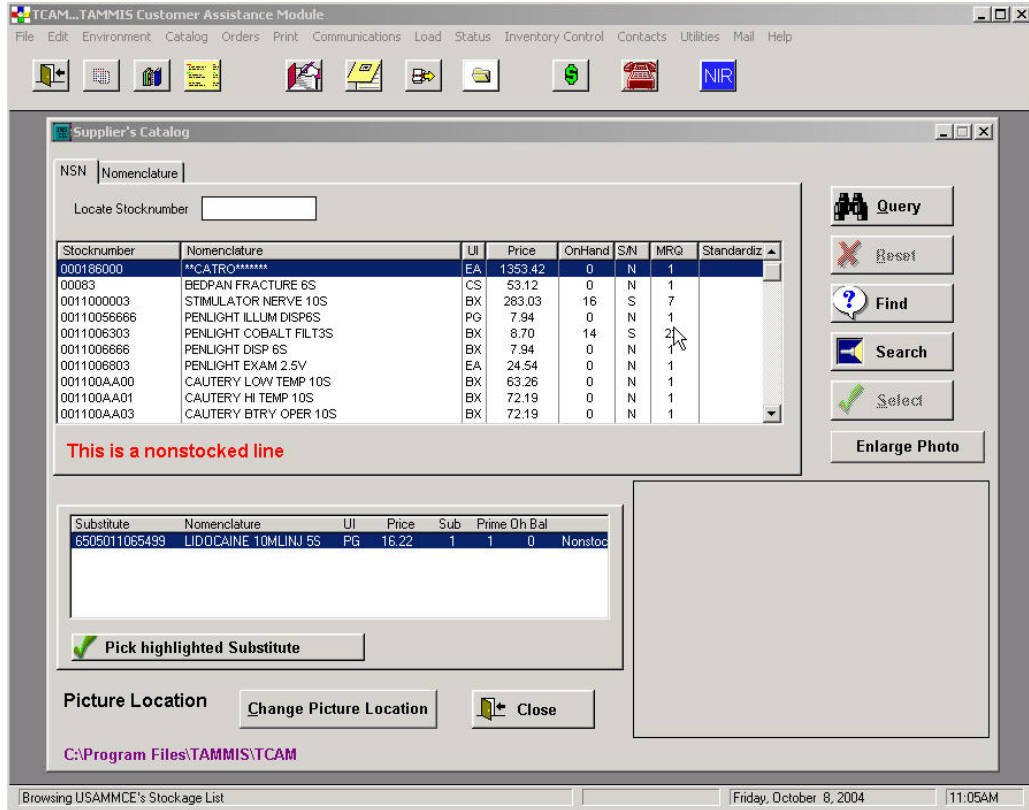 TCAM...TAMMIS Customer Assistance Module
File Edit Environment Catalog Orders Print Communications Load Status Inventory Control Contacts Utilities Mail Help
NIR
Supplier's Catalog
NSN Nomenclature
Locate Stocknumber
Stocknumber Nomenclature UI Price OnHand S/N MRQ Standardiz
000186000 **CATRO******* EA 1353.42 0 N 1
00083 BEDPAN FRACTURE 6S CS 53.12 0 N 1
0011000003 STIMULATOR NERVE 10S BX 283.03 16 S 7
00110056666 PENLIGHT ILLUM DISP6S PG 7.94 0 N 1
0011006303 PENLIGHT COBALT FILT3S BX 8.70 14 S 2
0011006666 PENLIGHT DISP 6S BX 7.94 0 N 1
0011006803 PENLIGHT EXAM 2.5V EA 24.54 0 N 1
001100AA00 CAUTERY LOW TEMP 10S BX 63.26 0 N 1
001100AA01 CAUTERY HI TEMP 10S BX 72.19 0 N 1
001100AA03 CAUTERY BTRY OPER 10S BX 72.19 0 N 1
This is a nonstocked line
Query
Reset
Find
Search
Select
Enlarge Photo
Substitute Nomenclature UI Price Sub Prime Oh Bal
6505011065499 LIDOCAINE 10MLINJ 5S PG 16.22 1 1 0 Nonstoc
Pick highlighted Substitute
Picture Location
Change Picture Location
Close
C:\Program Files\TAMMIS\TCAM
Browsing USAMMCE's Stockage List
Friday, October 8, 2004
11:05AM